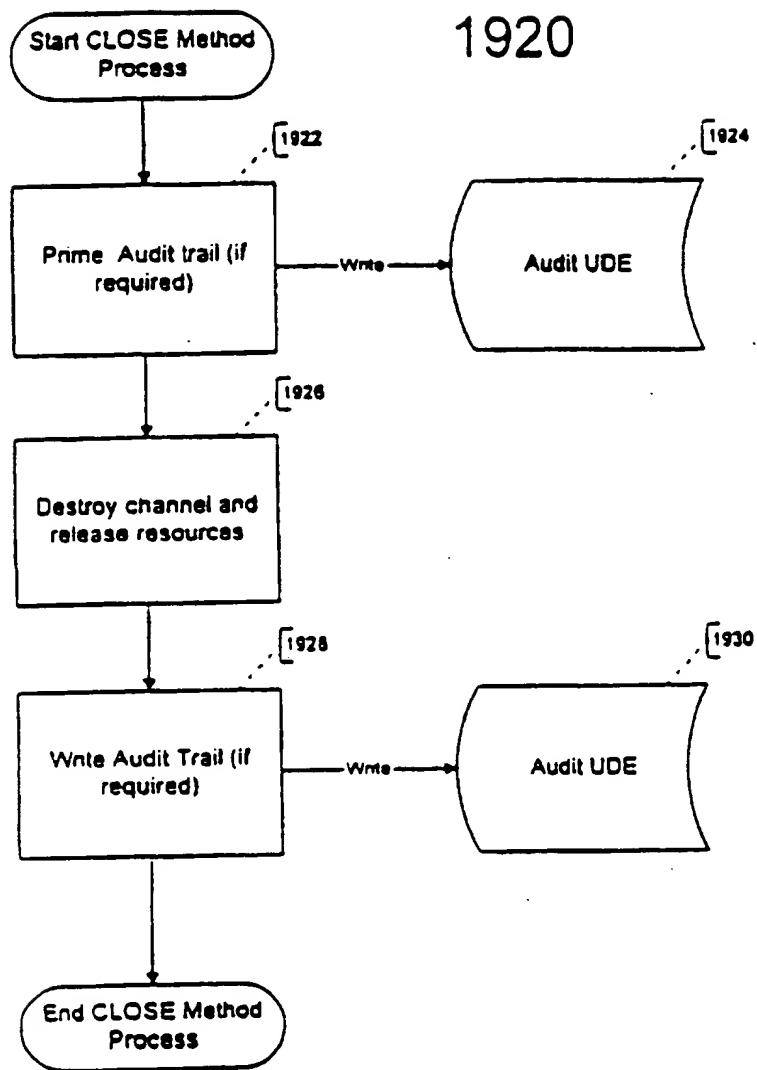 1920
Start CLOSE Method
Process
1922
1924
Prime Audit trail (if
required)
Write
Audit UDE
1926
Destroy channel and
release resources
1928
1930
Write Audit Trail (if
required)
Write
Audit UDE
End CLOSE Method
Process